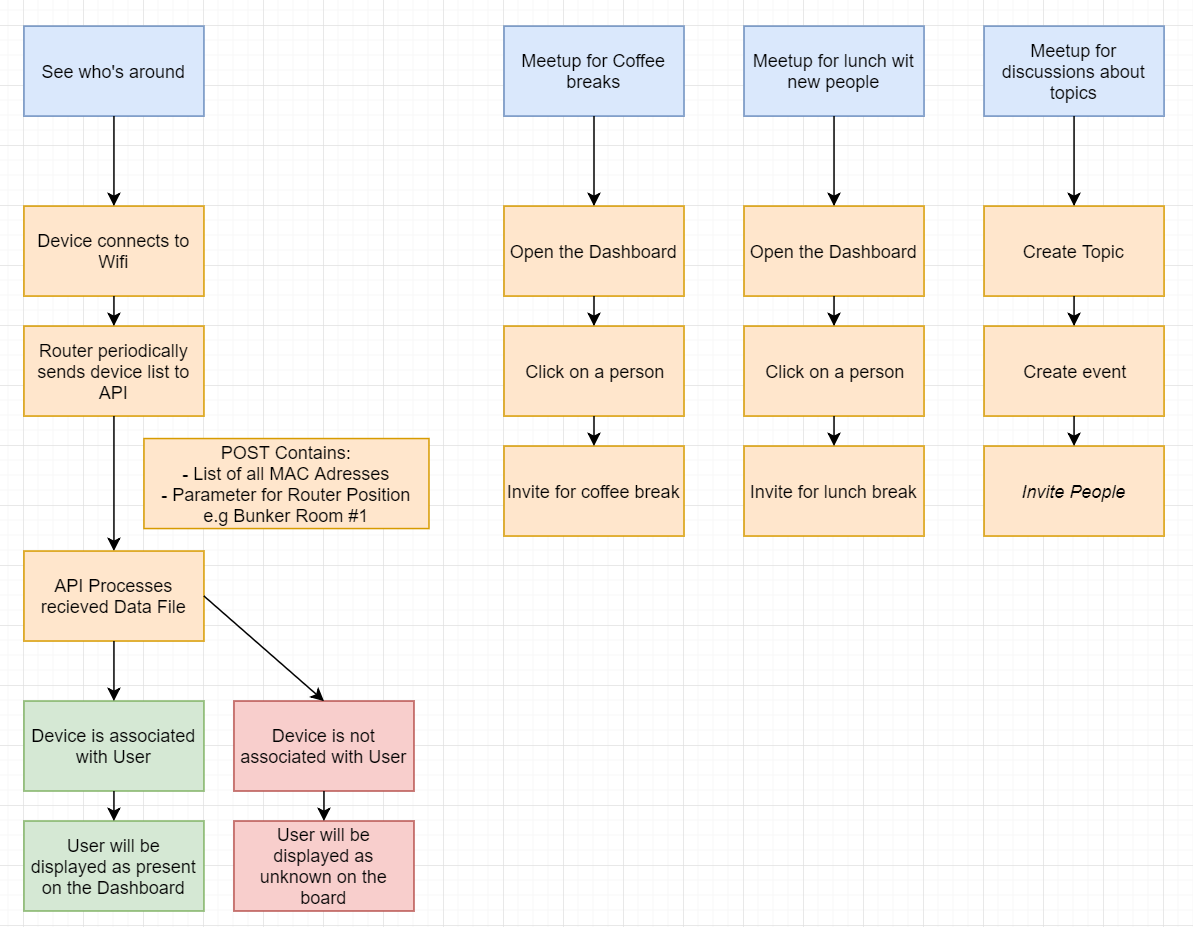 See who's around
Meetup for Coffee
breaks
Meetup for lunch wit
new people
Meetup for
discussions about
topics
Device connects to
Wifi
Open the Dashboard
Open the Dashboard
Create Topic
Router periodically
sends device list to
API
Click on a person
Click on a person
Create event
POST Contains:
- List of all MAC Adresses
- Parameter for Router Position
e.g Bunker Room #1
Invite for coffee break
Invite for lunch break
Invite People
API Processes
recieved Data File
Device is associated
with User
Device is not
associated with User
User will be
displayed as present
on the Dashboard
User will be
displayed as
unknown on the
board